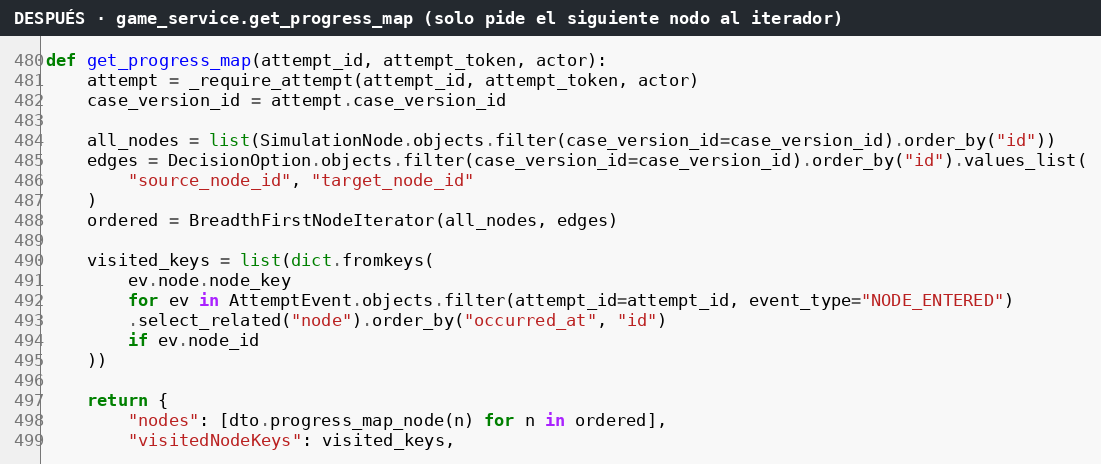 DESPUÉS · game_service.get_progress_map (solo pide el siguiente nodo al iterador)
480 def get_progress_map(attempt_id, attempt_token, actor):
481     attempt = _require_attempt(attempt_id, attempt_token, actor)
482     case_version_id = attempt.case_version_id
483
484     all_nodes = list(SimulationNode.objects.filter(case_version_id=case_version_id).order_by("id"))
485     edges = DecisionOption.objects.filter(case_version_id=case_version_id).order_by("id").values_list(
486         "source_node_id", "target_node_id"
487     )
488     ordered = BreadthFirstNodeIterator(all_nodes, edges)
489
490     visited_keys = list(dict.fromkeys(
491         ev.node.node_key
492         for ev in AttemptEvent.objects.filter(attempt_id=attempt_id, event_type="NODE_ENTERED")
493         .select_related("node").order_by("occurred_at", "id")
494         if ev.node_id
495     ))
496
497     return {
498         "nodes": [dto.progress_map_node(n) for n in ordered],
499         "visitedNodeKeys": visited_keys,